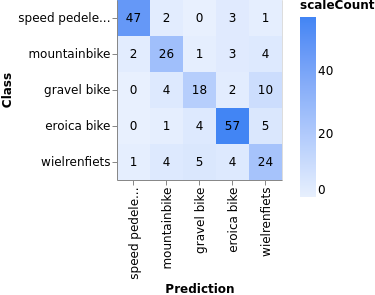 scaleCount
speed pedele... 47 2 0 3 1
mountainbike 2 26 1 3 4
gravel bike 0 4 18 2 10
eroica bike 0 1 4 57 5
wielrenfiets 1 4 5 4 24
Class
40
20
0
speed pedele...
mountainbike
gravel bike
eroica bike
wielrenfiets
Prediction